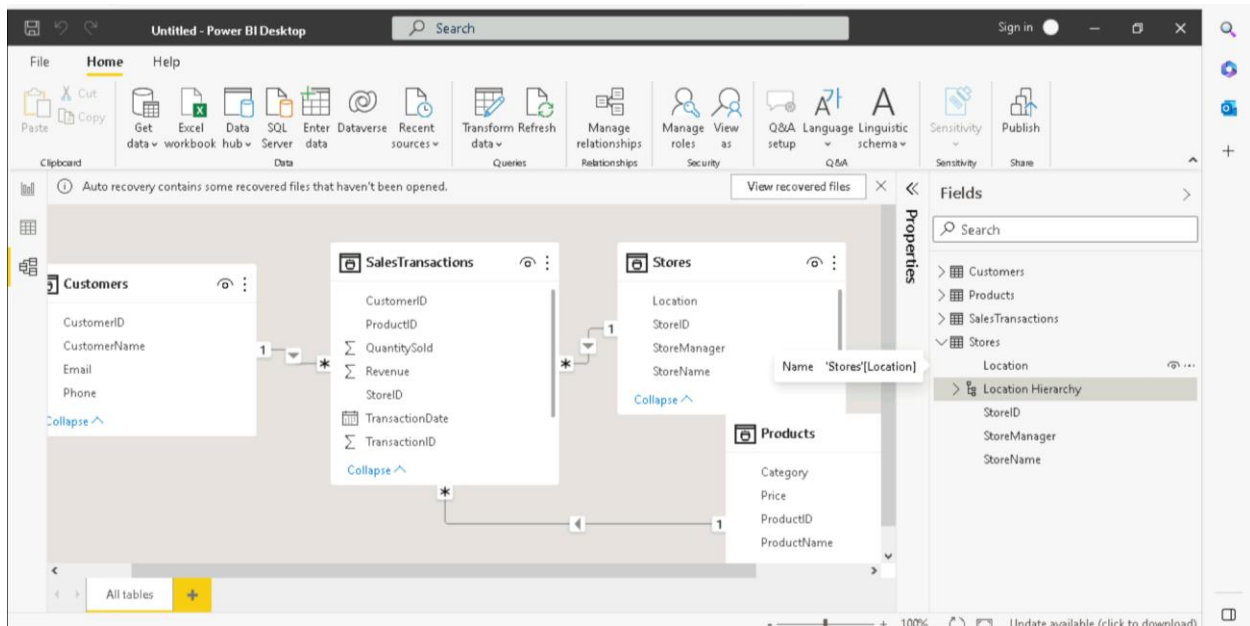 Untitled - Power BI Desktop
Search
Sign in
File Home Help
Paste
Cut
Copy
Get data
Excel workbook
Data hub
SQL Server
Enter data
Dataverse
Recent sources
Transform data
Refresh
Manage relationships
Manage roles
View as
Q&A setup
Language
Linguistic schema
Sensitivity
Publish
Clipboard
Data
Queries
Relationships
Security
Q&A
Sensitivity
Share
Auto recovery contains some recovered files that haven't been opened.
View recovered files
Customers
CustomerID
CustomerName
Email
Phone
Collapse
1
*
SalesTransactions
CustomerID
ProductID
∑ QuantitySold
∑ Revenue
StoreID
TransactionDate
∑ TransactionID
Collapse
*
1
Stores
Location
StoreID
StoreManager
StoreName
Collapse
Name 'Stores'[Location]
Products
Category
Price
ProductID
ProductName
*
1
Properties
Fields
Search
Customers
Products
SalesTransactions
Stores
Location
Location Hierarchy
StoreID
StoreManager
StoreName
All tables
+
- + 100%
Update available (click to download)